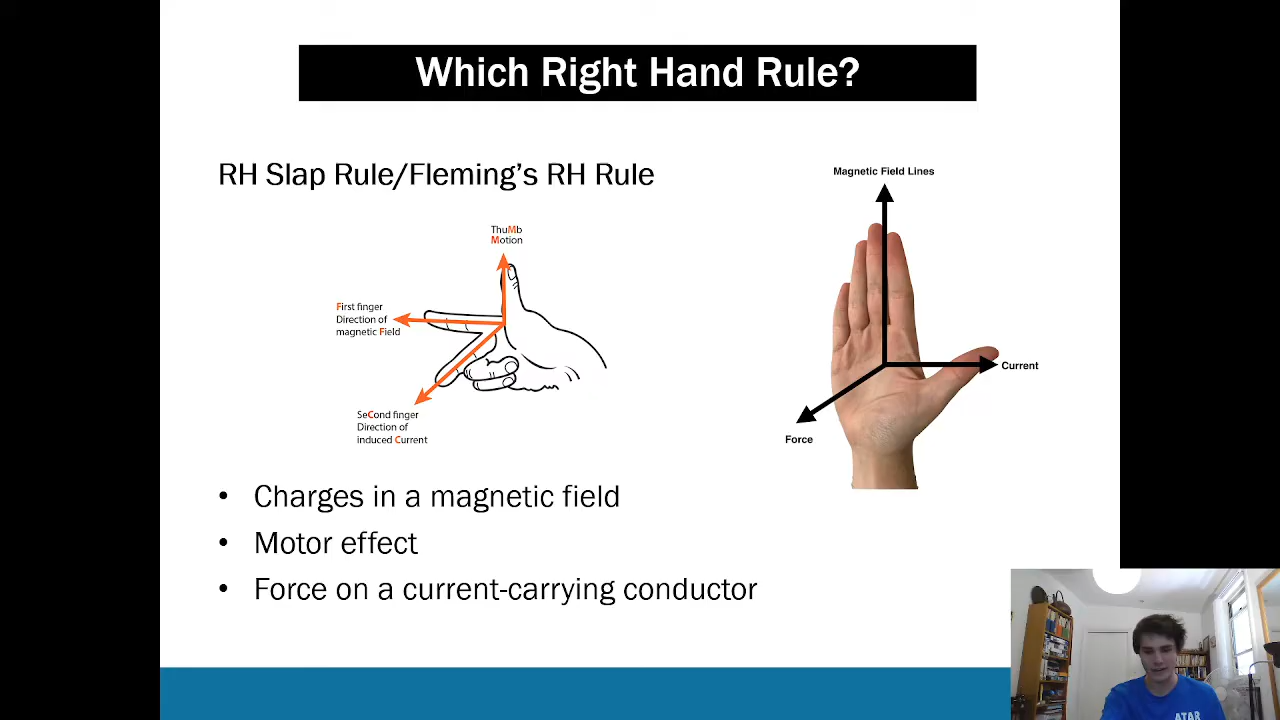 Which Right Hand Rule?
RH Slap Rule/Fleming's RH Rule
ThuMb
Motion
First finger
Direction of
magnetic Field
SeCond finger
Direction of
induced Current
Magnetic Field Lines
Current
Force
• Charges in a magnetic field
• Motor effect
• Force on a current-carrying conductor
ATAR